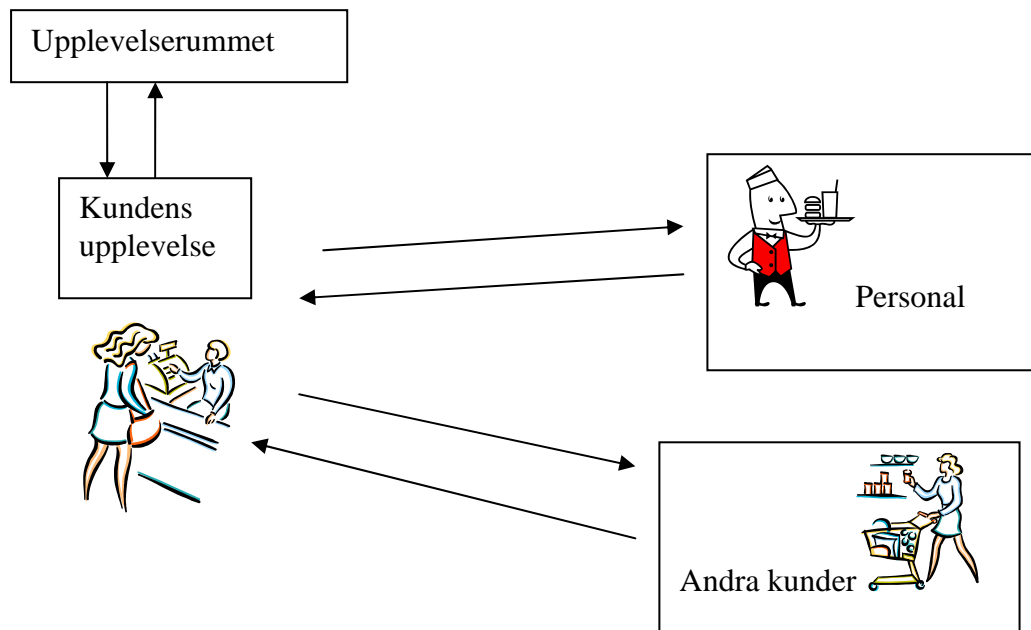 Upplevelserummet
Kundens
upplevelse
Personal
Andra kunder